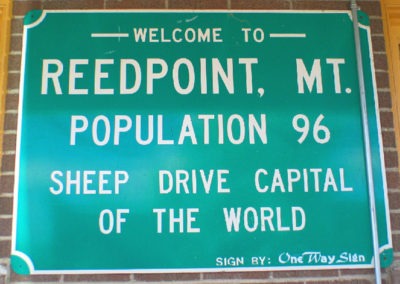 WELCOME TO
REEDPOINT, MT.
POPULATION 96
SHEEP DRIVE CAPITAL
OF THE WORLD
SIGN BY: One Way Sign